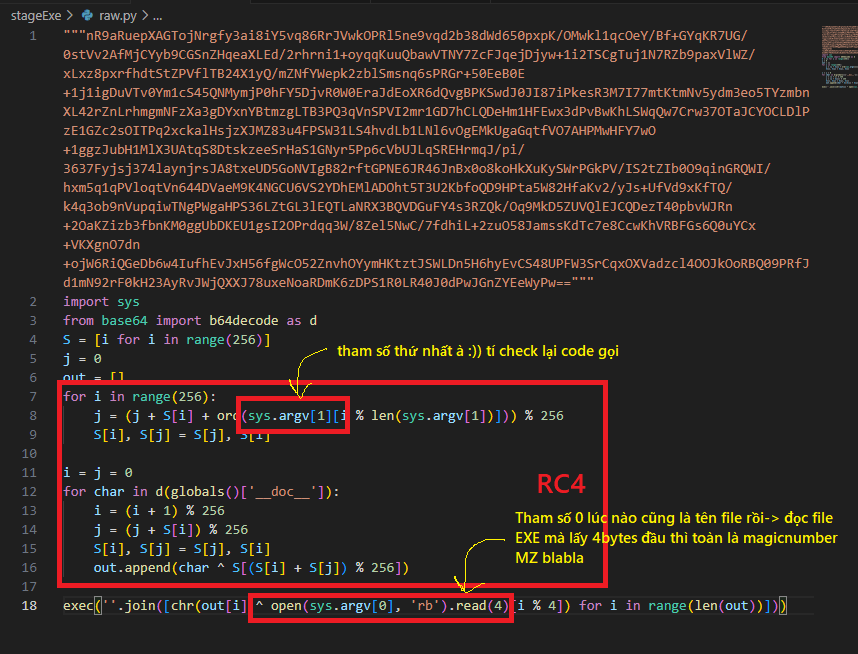 stageExe > raw.py > ...
1 """nR9aRuepXAGTojNrgfy3ai8iY5vq86RrJVwkOPRl5ne9vqd2b38dWd650pxpK/OMwkl1qcOeY/Bf+GYqKR7UG/
0stVv2AfMjCYyb9CGSnZHqeaXLEd/2rhrni1+oyqqKuuQbawVTNY7ZcFJqejDjyw+1i2TSCgTuj1N7RZb9paxVlWZ/
xLxz8pxrfhdtStZPVflTB24X1yQ/mZNfYWepk2zblSmsnq6sPRGr+50EeB0E
+1j1igDuVTv0Ym1cS45QNMymjP0hFY5DjvR0W0EraJdEoXR6dQvgBPKSwdJ0JI87iPkesR3M7I77mtKtmNv5ydm3eo5TYzmbn
XL42rZnLrhmgmNFzXa3gDYxnYBtmzgLTB3PQ3qVnSPVI2mr1GD7hCLQDeHm1HFEwx3dPvBwKhLSWqQw7Crw37OTaJCYOCLDlP
zE1GZc2sOITPq2xckalHsjzXJMZ83u4FPSW31LS4hvdLb1LNl6vOgEMkUgaGqtfVO7AHPMwHFY7wO
+1ggzJubH1MlX3UAtqS8DtskzeeSrHaS1GNyr5Pp6cVbUJLqSREHrmqJ/pi/
3637Fyjsj374laynjrsJA8txeUD5GoNVIgB82rftGPNE6JR46JnBx0o8koHkXuKySWrPGkPV/IS2tZIb0O9qinGRQWI/
hxm5q1qPVloqtVn644DVaeM9K4NGCU6VS2YDhEMlADOht5T3U2KbfoQD9HPta5W82HfaKv2/yJs+UfVd9xKfTQ/
k4q3ob9nVupqiwTNgPWgaHPS36LZtGL3lEQTLaNRX3BQVDGuFY4s3RZQk/Oq9MkD5ZUVQlEJCQDezT40pbvWJRn
+2OaKZizb3fbnKM0ggUbDKEU1gsI2OPrdqq3W/8Zel5NwC/7fdhiL+2zuO58JamssKdTc7e8CcwKhVRBFGs6Q0uYCx
+VKXgnO7dn
+ojW6RiQGeDb6w4IufhEvJxH56fgWcO52ZnvhOYymHKtztJSWLDn5H6hyEvCS48UPFW3SrCqxOXVadzcl4OOJkOoRBQ09PRfJ
d1mN92rF0kH23AyRvJWjQXXJ78uxeNoaRDmK6zDPS1R0LR40J0dPwJGnZYEeWyPw=="""
2 import sys
3 from base64 import b64decode as d
4 S = [i for i in range(256)]
5 j = 0
tham số thứ nhất à :)) tí check lại code gọi
6 out = []
7 for i in range(256):
8 j = (j + S[i] + ord(sys.argv[1][i % len(sys.argv[1])])) % 256
9 S[i], S[j] = S[j], S[i]
10
11 i = j = 0
12 for char in d(globals()['__doc__']):
13 i = (i + 1) % 256
14 j = (j + S[i]) % 256
15 S[i], S[j] = S[j], S[i]
16 out.append(char ^ S[(S[i] + S[j]) % 256])
RC4
Tham số 0 lúc nào cũng là tên file rồi-> đọc file
EXE mà lấy 4bytes đầu thì toàn là magicnumber
MZ blabla
17
18 exec(''.join([chr(out[i] ^ open(sys.argv[0], 'rb').read(4)[i % 4]) for i in range(len(out))]))